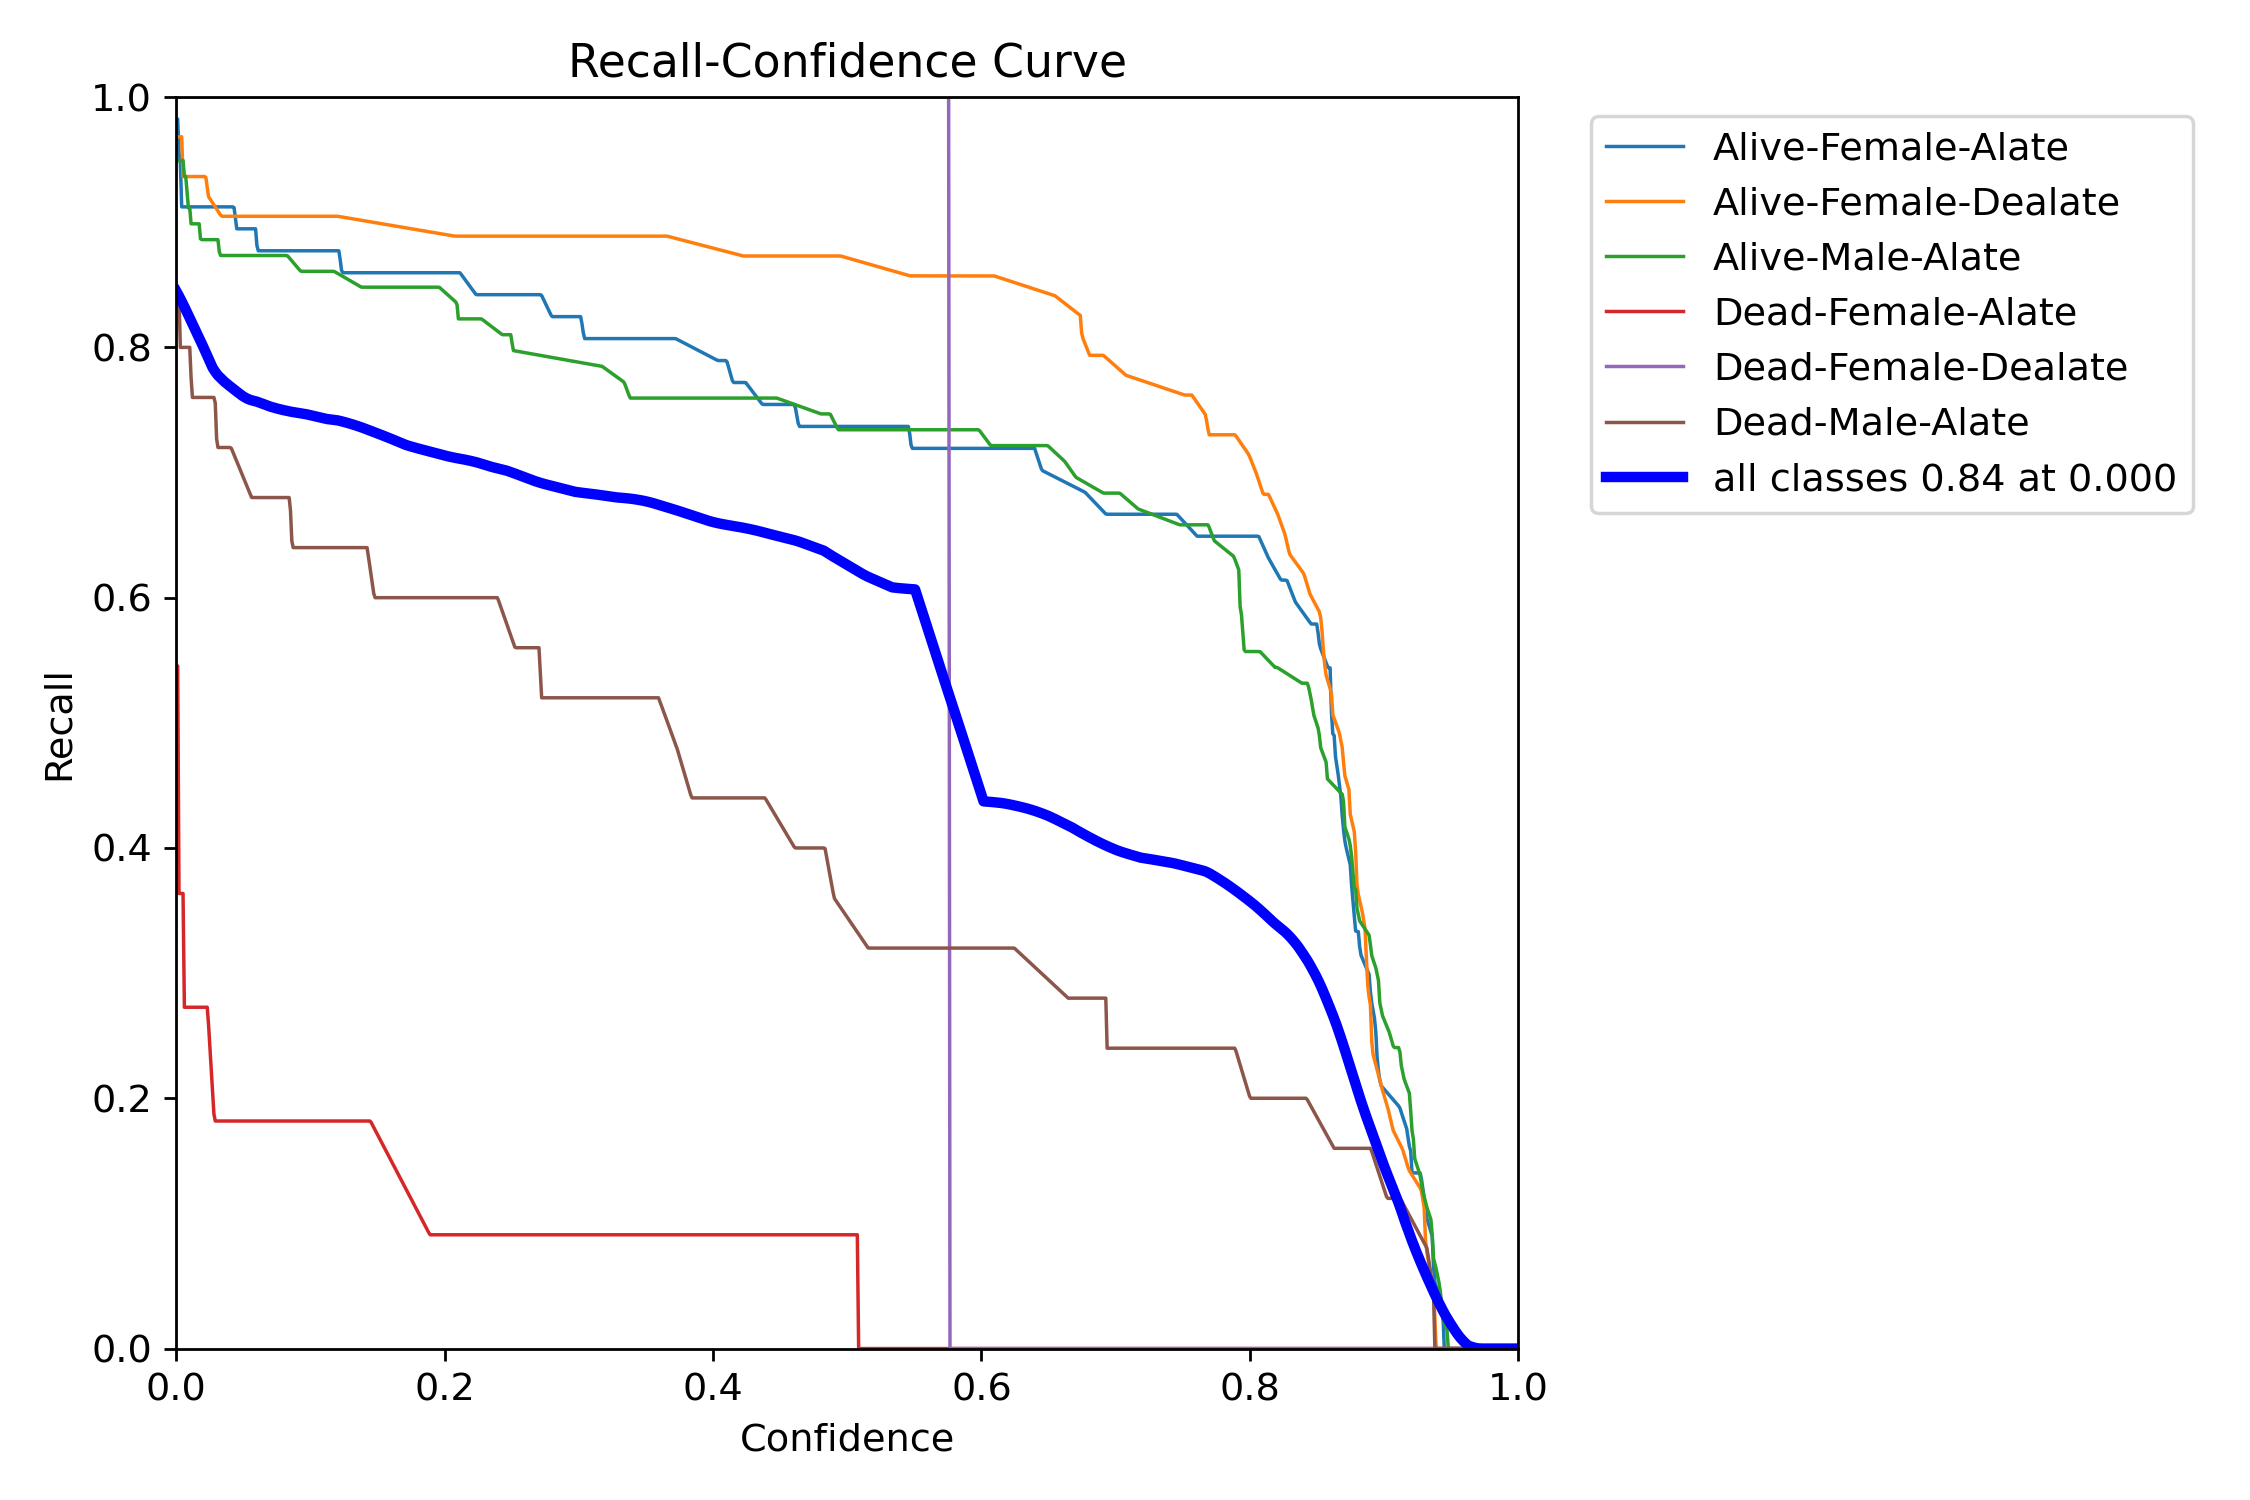 Recall-Confidence Curve
1.0
0.8
0.6
0.4
0.2
0.0
Recall
0.0 0.2 0.4 0.6 0.8 1.0
Confidence
Alive-Female-Alate
Alive-Female-Dealate
Alive-Male-Alate
Dead-Female-Alate
Dead-Female-Dealate
Dead-Male-Alate
all classes 0.84 at 0.000